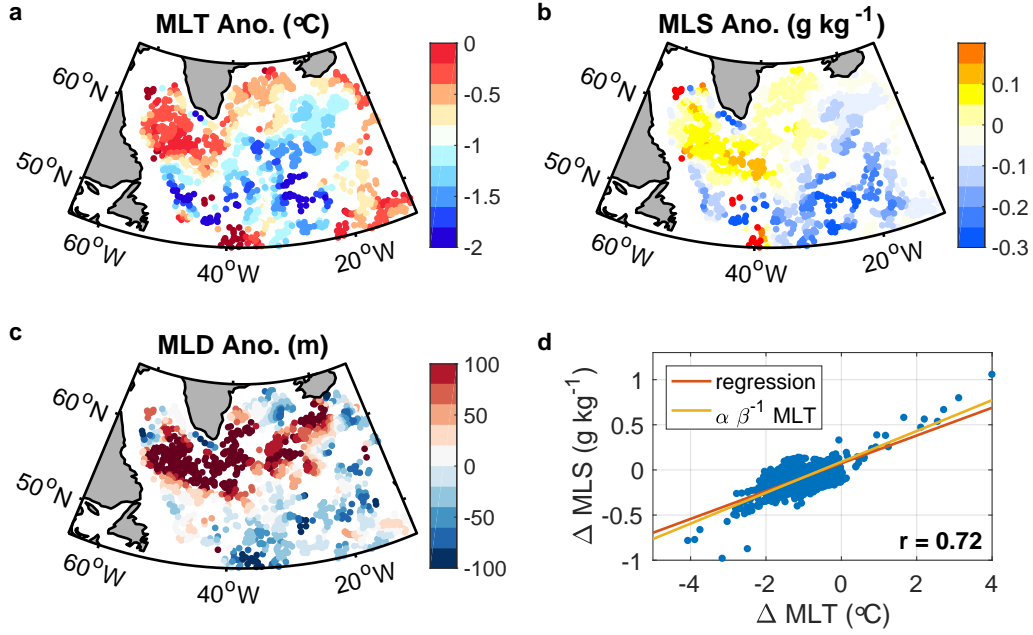 a
MLT Ano. (°C)
60°N
50°N
60°W
40°W
20°W
0
-0.5
-1
-1.5
-2
b
MLS Ano. (g kg⁻¹)
60°N
50°N
60°W
40°W
20°W
0.1
0
-0.1
-0.2
-0.3
c
MLD Ano. (m)
60°N
50°N
60°W
40°W
20°W
100
50
0
-50
-100
d
regression
α β⁻¹ MLT
Δ MLS (g kg⁻¹)
1
0.5
0
-0.5
-1
r = 0.72
-4
-2
0
2
4
Δ MLT (°C)